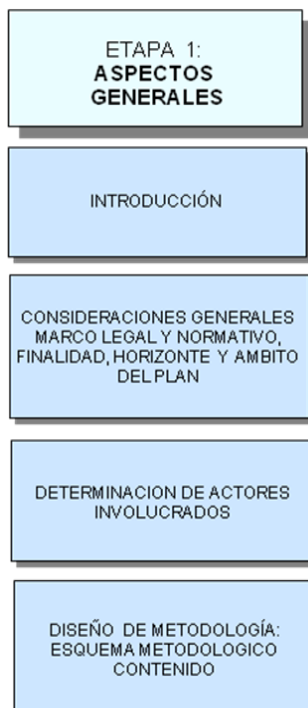 ETAPA 1:
ASPECTOS
GENERALES
INTRODUCCIÓN
CONSIDERACIONES GENERALES
MARCO LEGAL Y NORMATIVO,
FINALIDAD, HORIZONTE Y AMBITO
DEL PLAN
DETERMINACION DE ACTORES
INVOLUCRADOS
DISEÑO DE METODOLOGÍA:
ESQUEMA METODOLOGICO
CONTENIDO